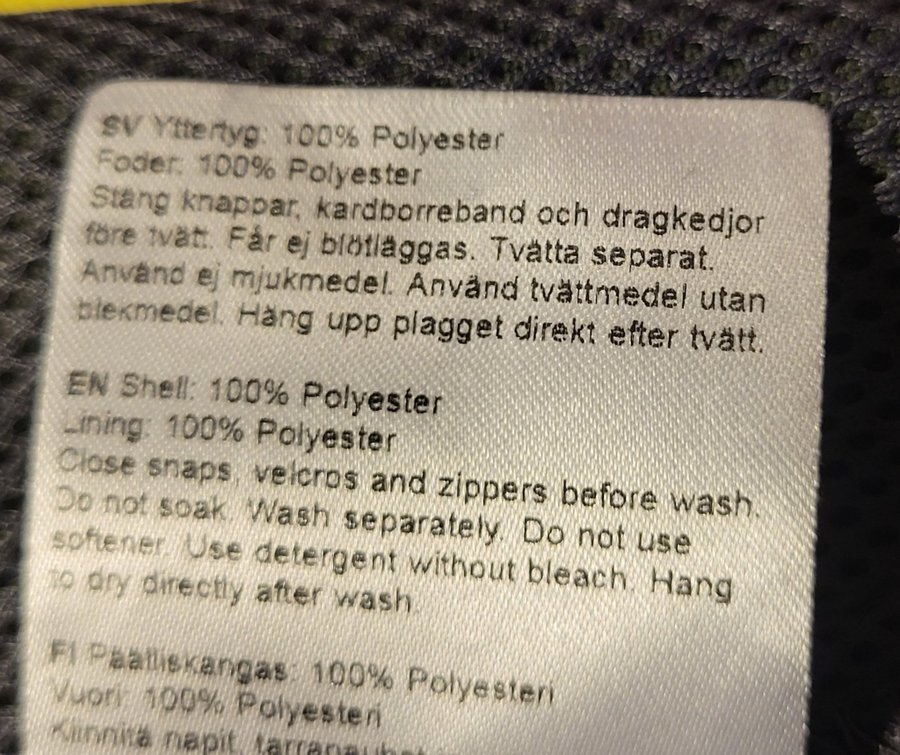 SV Yttertyg: 100% Polyester
Foder: 100% Polyester
Stäng knappar, kardborreband och dragkedjor
före tvätt. Får ej blötläggas. Tvätta separat.
Använd ej mjukmedel. Använd tvättmedel utan
blekmedel. Häng upp plagget direkt efter tvätt.
EN Shell: 100% Polyester
Lining: 100% Polyester
Close snaps, velcros and zippers before wash.
Do not soak. Wash separately. Do not use
softener. Use detergent without bleach. Hang
to dry directly after wash.
FI Päälliskangas: 100% Polyesteri
Vuori: 100% Polyesteri
Kiinnitä napit,